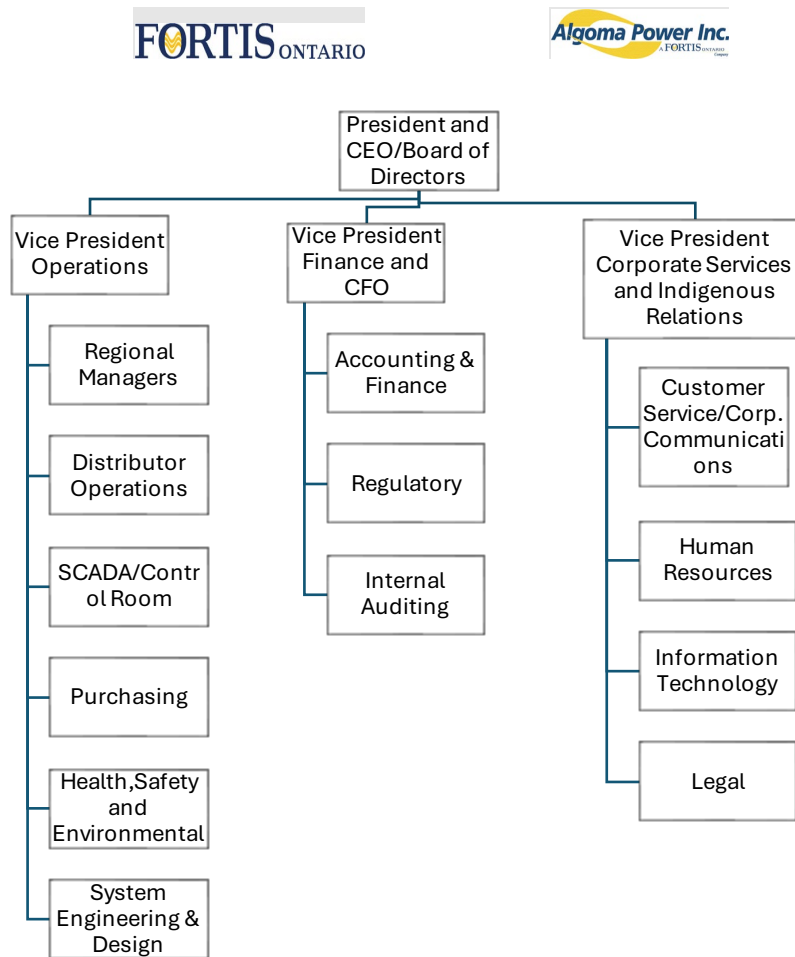 FORTIS ONTARIO
Algoma Power Inc.
A FORTIS ONTARIO
Company
President and
CEO/Board of
Directors
Vice President
Operations
Regional
Managers
Distributor
Operations
SCADA/Contr
ol Room
Purchasing
Health,Safety
and
Environmental
System
Engineering &
Design
Vice President
Finance and
CFO
Accounting &
Finance
Regulatory
Internal
Auditing
Vice President
Corporate Services
and Indigenous
Relations
Customer
Service/Corp.
Communicati
ons
Human
Resources
Information
Technology
Legal